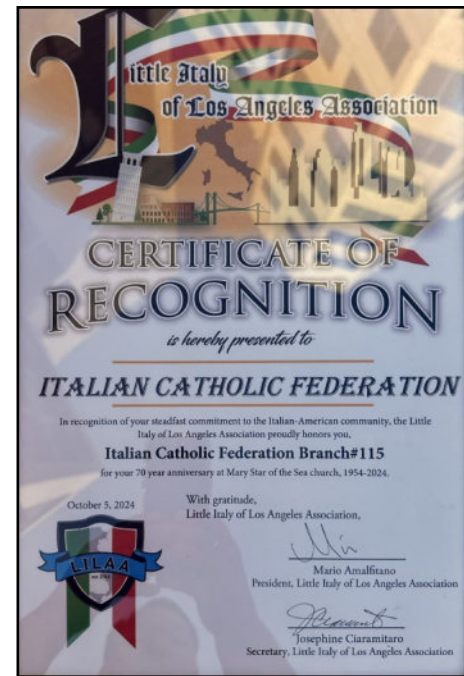 Little Italy
of Los Angeles Association
CERTIFICATE OF
RECOGNITION
is hereby presented to
ITALIAN CATHOLIC FEDERATION
In recognition of your steadfast commitment to the Italian-American community, the Little
Italy of Los Angeles Association proudly honors you,
Italian Catholic Federation Branch#115
for your 70 year anniversary at Mary Star of the Sea church, 1954-2024.
October 5, 2024
With gratitude,
Little Italy of Los Angeles Association,
LILAA
Mario Amalfitano
President, Little Italy of Los Angeles Association
Josephine Ciaramitaro
Secretary, Little Italy of Los Angeles Association